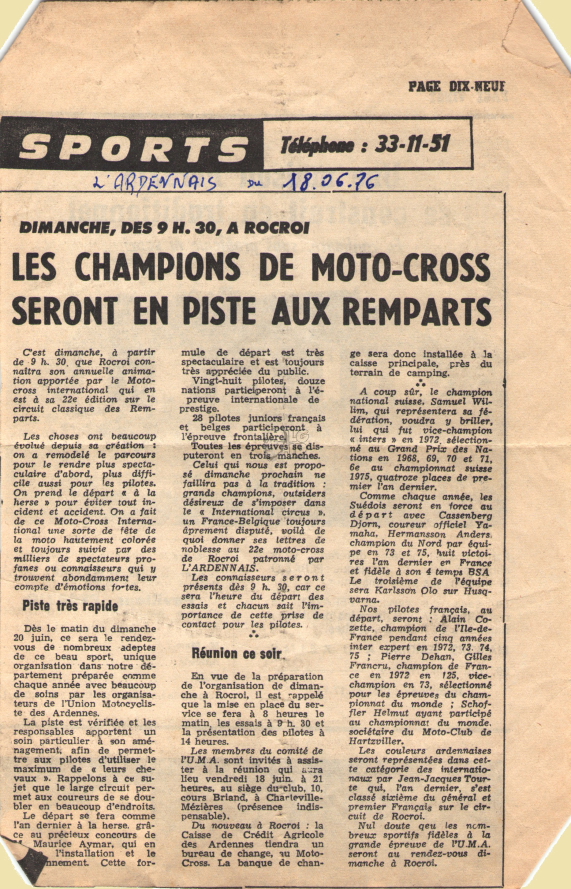 PAGE DIX-NEUF
SPORTS
Téléphone : 33-11-51
L'ARDENNAIS du 18.06.76
DIMANCHE, DES 9 H. 30, A ROCROI
LES CHAMPIONS DE MOTO-CROSS
SERONT EN PISTE AUX REMPARTS
C'est dimanche, à partir
de 9 h. 30, que Rocroi con-
naîtra son annuelle anima-
tion apportée par le Moto-
cross international qui en
est à sa 22e édition sur le
circuit classique des Rem-
parts.
Les choses ont beaucoup
évolué depuis sa création :
on a remodelé le parcours
pour le rendre plus specta-
culaire d'abord, plus diffi-
cile aussi pour les pilotes.
On prend le départ « à la
herse » pour éviter tout in-
cident et accident. On a fait
de ce Moto-Cross Interna-
tional une sorte de fête de
la moto hautement colorée
et toujours suivie par des
milliers de spectateurs pro-
fanes ou connaisseurs qui y
trouvent abondamment leur
compte d'émotions fortes.
Piste très rapide
Dès le matin du dimanche
20 juin, ce sera le rendez-
vous de nombreux adeptes
de ce beau sport, unique
organisation dans notre dé-
partement préparée comme
chaque année avec beaucoup
de soins par les organisa-
teurs de l'Union Motocyclis-
te des Ardennes.
La piste est vérifiée et les
responsables apportent un
soin particulier à son amé-
nagement afin de permet-
tre aux pilotes d'utiliser le
maximum de « leurs che-
vaux ». Rappelons à ce su-
jet que le large circuit per-
met aux coureurs de se dou-
bler en beaucoup d'endroits.
Le départ se fera comme
l'an dernier à la herse, grâ-
ce au précieux concours de
Maurice Aymar, qui en
l'installation et le
nnement. Cette for-
mule de départ est très
spectaculaire et est toujours
très appréciée du public.
Vingt-huit pilotes, douze
nations participeront à l'é-
preuve internationale de
prestige.
28 pilotes juniors français
et belges participeront à
l'épreuve frontalière.
Toutes les épreuves se dis-
puteront en trois manches.
Celui qui nous est propo-
sé dimanche prochain ne
faillira pas à la tradition :
grands champions, outsiders
désireux de s'imposer dans
le « International circus »,
un France-Belgique toujours
âprement disputé, voilà de
quoi donner ses lettres de
noblesse au 22e moto-cross
de Rocroi patronné par
L'ARDENNAIS.
Les connaisseurs seront
présents dès 9 h. 30, car ce
sera l'heure du départ des
essais et chacun sait l'im-
portance de cette prise de
contact pour les pilotes.
Réunion ce soir
En vue de la préparation
de l'organisation de diman-
che à Rocroi, il est rappelé
que la mise en place du ser-
vice se fera à 8 heures le
matin, les essais à 9 h. 30 et
la présentation des pilotes à
14 heures.
Les membres du comité de
l'U.M.A. sont invités à assis-
ter à la réunion qui aura
lieu vendredi 18 juin, à 21
heures, au siège du club, 10,
cours Briand, à Charleville-
Mézières (présence indis-
pensable).
Du nouveau à Rocroi : la
Caisse de Crédit Agricole
des Ardennes tiendra un
bureau de change, au Moto-
Cross. La banque de chan-
ge sera donc installée à la
caisse principale, près du
terrain de camping.
A coup sûr, le champion
national suisse, Samuel Wil-
lim, qui représentera sa fé-
dération, voudra y briller,
lui qui fut vice-champion
« inters » en 1972, sélection-
né au Grand Prix des Na-
tions en 1968, 69, 70 et 71,
6e au championnat suisse
1975, quatorze places de pre-
mier l'an dernier.
Comme chaque année, les
Suédois seront en force au
départ avec Cassenberg
Djorn, coureur officiel Ya-
maha, Hermansson Anders,
champion du Nord par équi-
pe en 73 et 75, huit victoi-
res l'an dernier en France
et fidèle à son 4 temps BSA.
Le troisième de l'équipe
sera Karlsson Olo sur Husq-
varna.
Nos pilotes français, au
départ, seront : Alain Co-
zette, champion de l'Ile-de-
France pendant cinq années
inter expert en 1972, 73, 74,
75 ; Pierre Dehan, Gilles
Francru, champion de Fran-
ce en 1972 en 125, vice-
champion en 73, sélectionné
pour les épreuves du cham-
pionnat du monde ; Schof-
fler Helmut ayant participé
au championnat du monde,
sociétaire du Moto-Club de
Hartzviller.
Les couleurs ardennaises
seront représentées dans cet-
te catégorie des internatio-
naux par Jean-Jacques Tour-
te qui, l'an dernier, s'est
classé sixième du général et
premier Français sur le cir-
cuit de Rocroi.
Nul doute que les nom-
breux sportifs fidèles à la
grande épreuve de l'U.M.A.
seront au rendez-vous di-
manche à Rocroi.